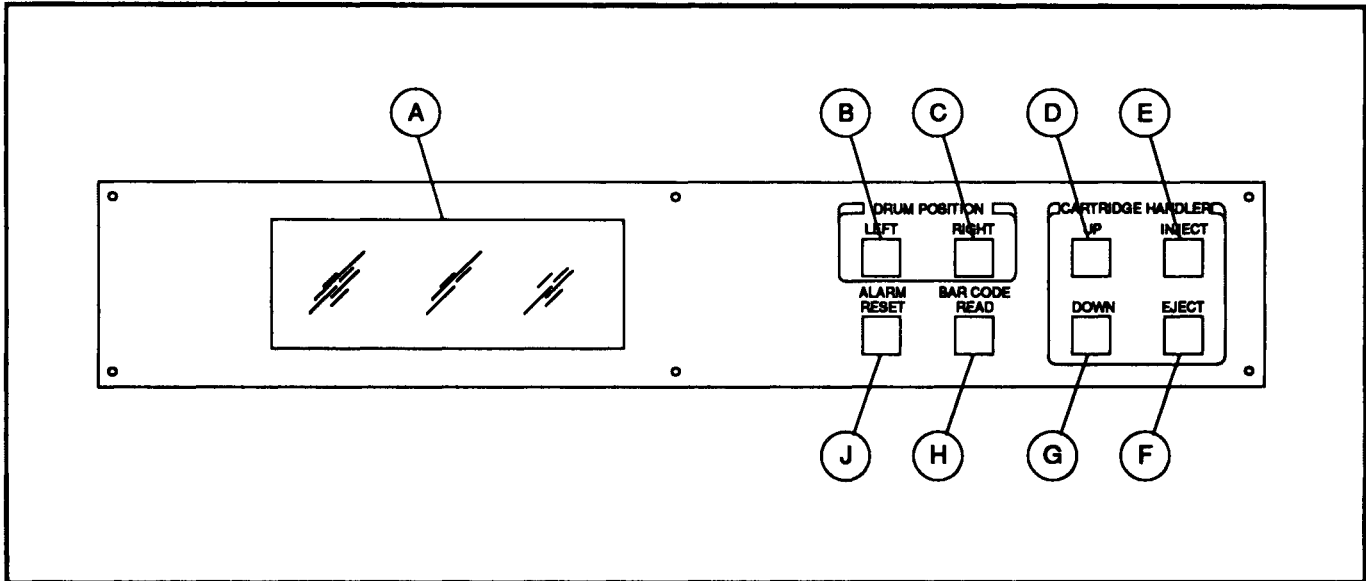 A B C D E
DRUM POSITION CARTRIDGE HANDLER
LEFT RIGHT UP INJECT
ALARM RESET
BAR CODE READ
DOWN EJECT
J H G F